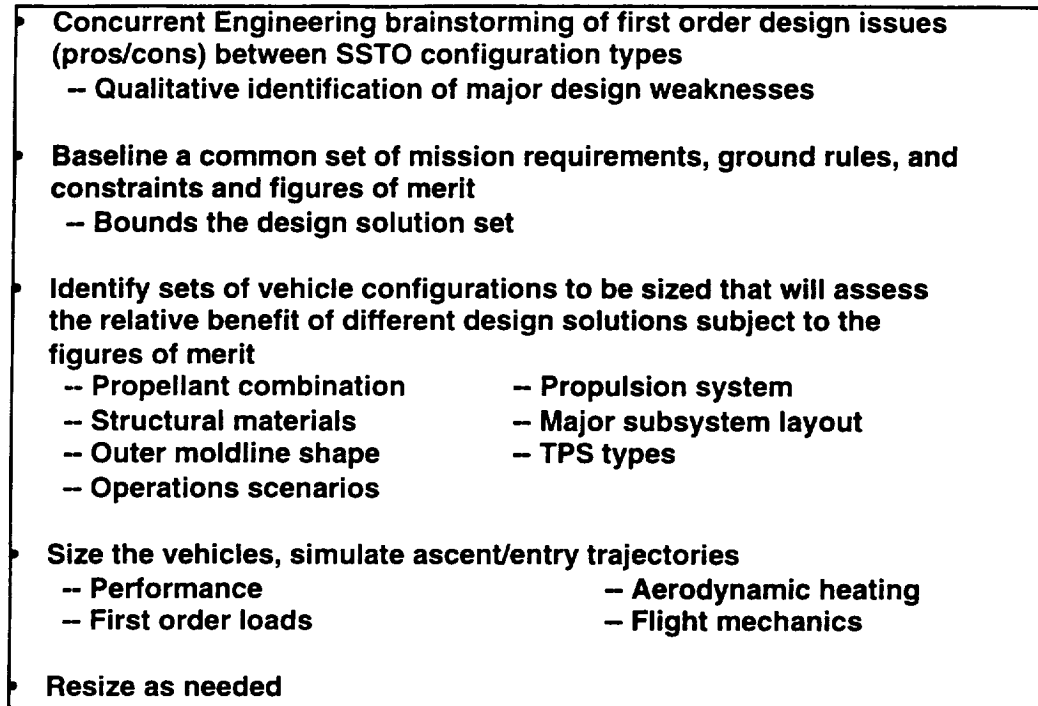 • Concurrent Engineering brainstorming of first order design issues
(pros/cons) between SSTO configuration types
-- Qualitative identification of major design weaknesses
• Baseline a common set of mission requirements, ground rules, and
constraints and figures of merit
-- Bounds the design solution set
• Identify sets of vehicle configurations to be sized that will assess
the relative benefit of different design solutions subject to the
figures of merit
-- Propellant combination -- Propulsion system
-- Structural materials -- Major subsystem layout
-- Outer moldline shape -- TPS types
-- Operations scenarios
• Size the vehicles, simulate ascent/entry trajectories
-- Performance -- Aerodynamic heating
-- First order loads -- Flight mechanics
• Resize as needed